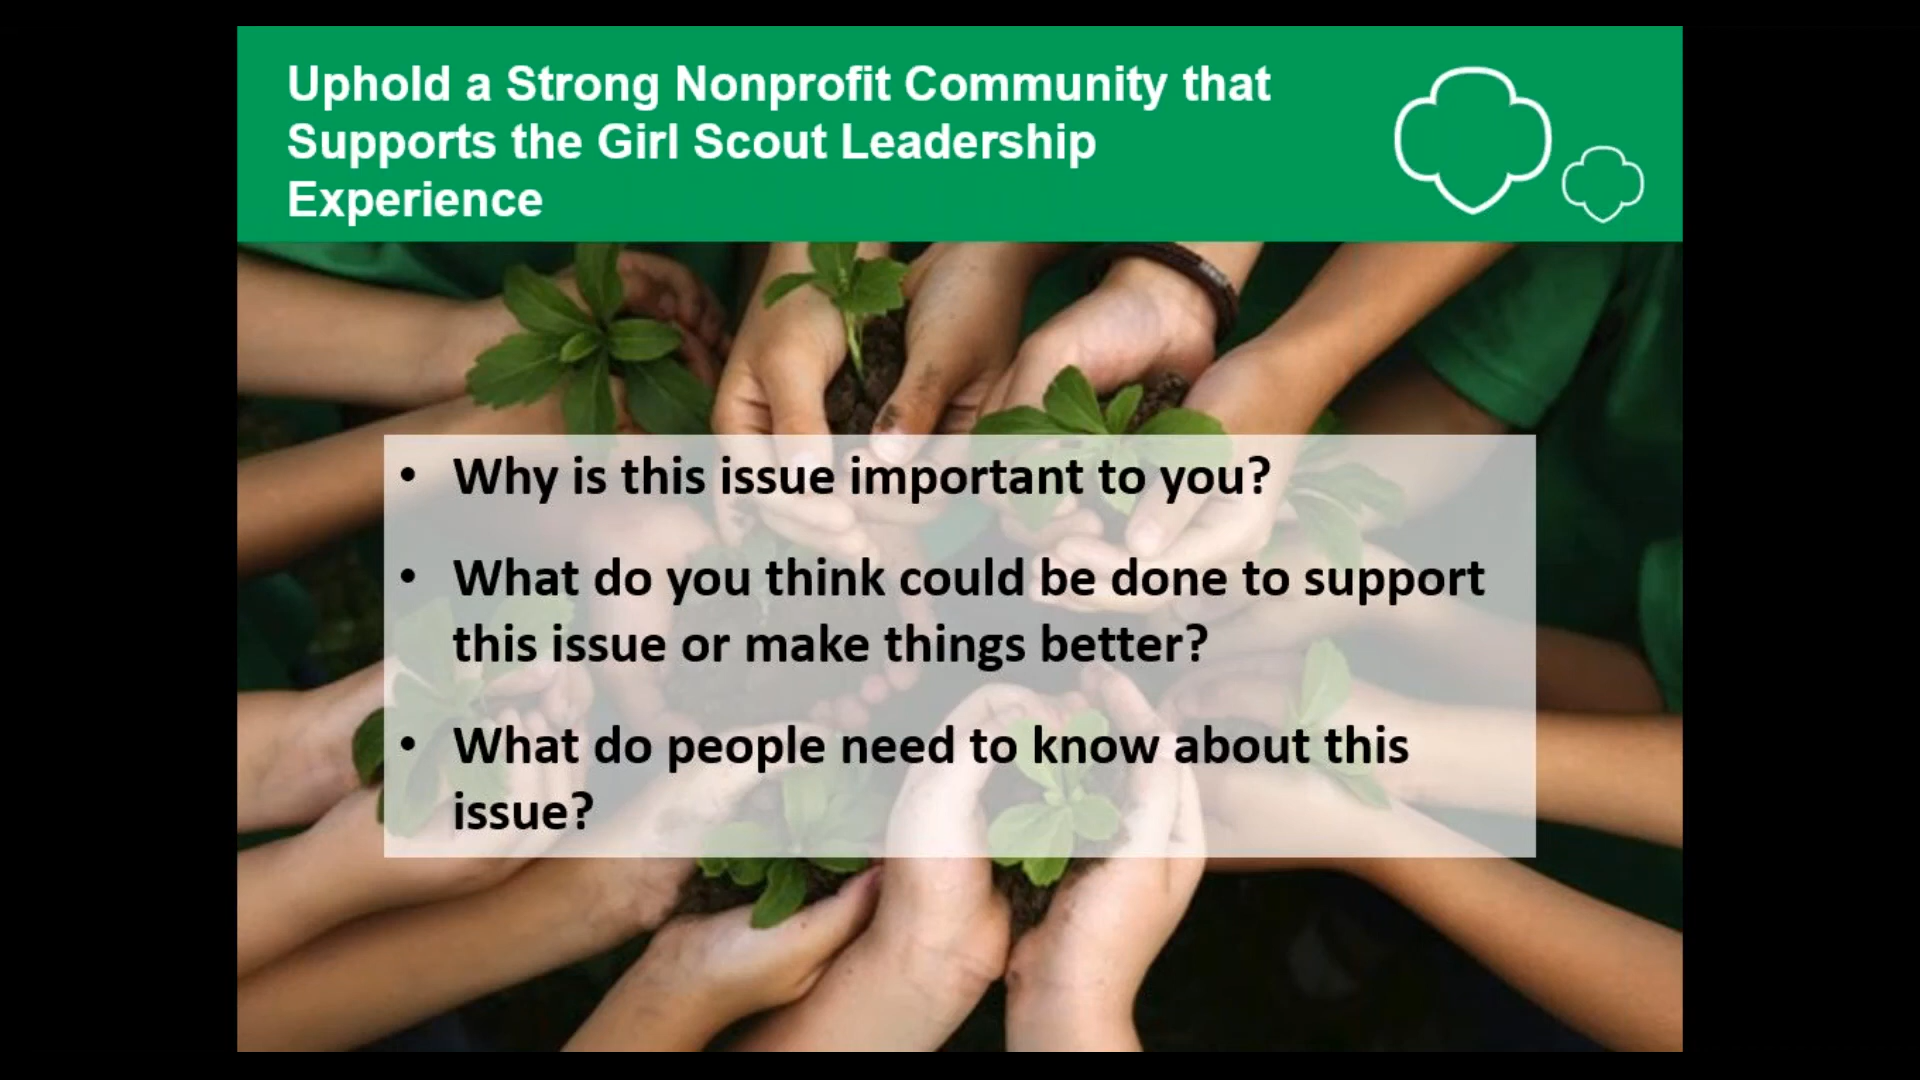 Uphold a Strong Nonprofit Community that
Supports the Girl Scout Leadership
Experience
• Why is this issue important to you?
• What do you think could be done to support
this issue or make things better?
• What do people need to know about this
issue?